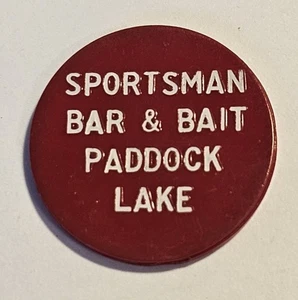 SPORTSMAN
BAR & BAIT
PADDOCK
LAKE